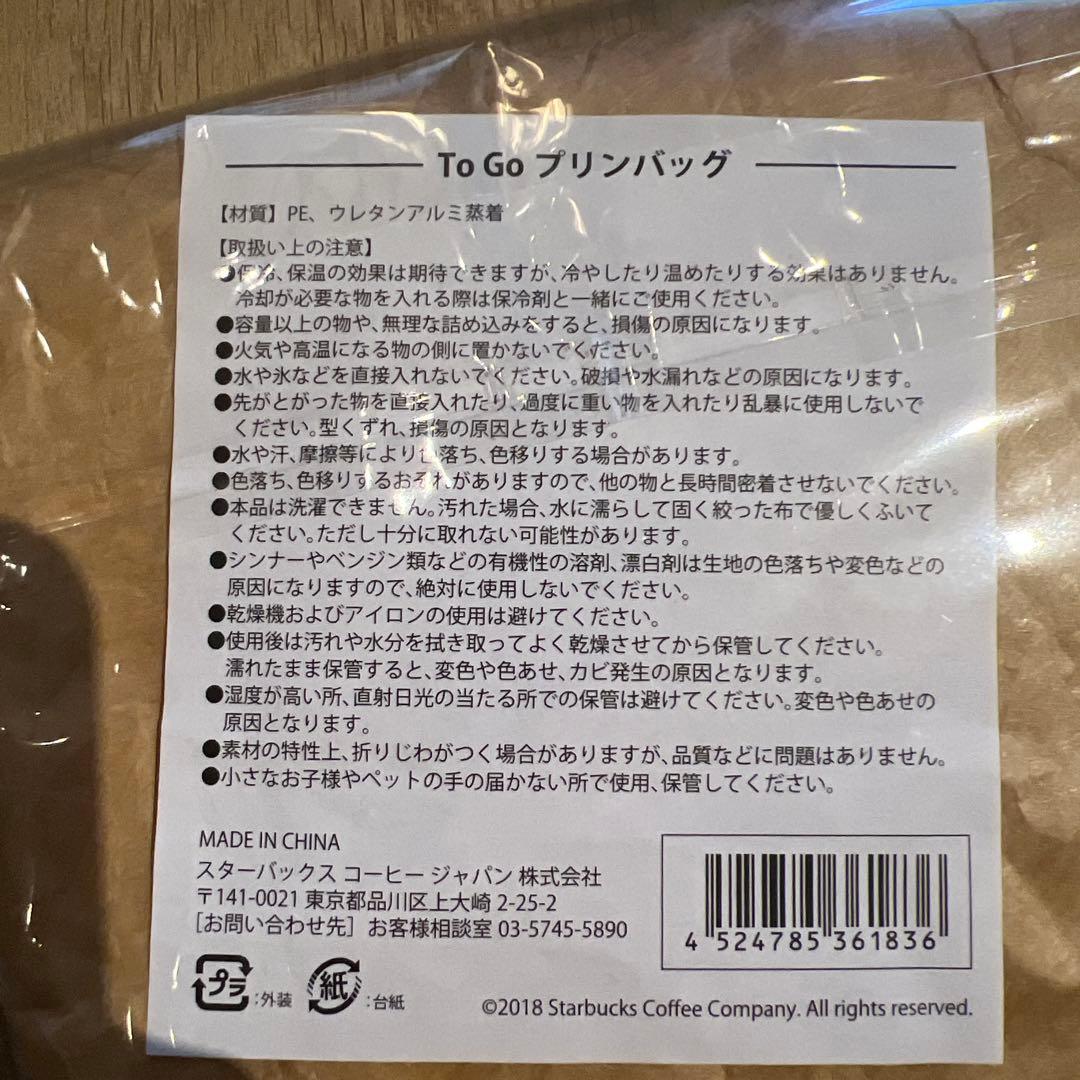 To Go プリンバッグ
【材質】 PE、ウレタンアルミ蒸着
【取扱い上の注意】
●保冷、保温の効果は期待できますが、冷やしたり温めたりする効果はありません。
冷却が必要な物を入れる際は保冷剤と一緒にご使用ください。
●容量以上の物や、無理な詰め込みをすると、損傷の原因になります。
●火気や高温になる物の側に置かないでください。
●水や氷などを直接入れないでください。破損や水漏れなどの原因になります。
●先がとがった物を直接入れたり、過度に重い物を入れたり乱暴に使用しないで
ください。型くずれ、損傷の原因となります。
●水や汗、摩擦等により色落ち、色移りする場合があります。
●色落ち、色移りするおそれがありますので、他の物と長時間密着させないでください。
●本品は洗濯できません。汚れた場合、水に濡らして固く絞った布で優しくふいて
ください。ただし十分に取れない可能性があります。
●シンナーやベンジン類などの有機性の溶剤、漂白剤は生地の色落ちや変色などの
原因になりますので、絶対に使用しないでください。
●乾燥機およびアイロンの使用は避けてください。
●使用後は汚れや水分を拭き取ってよく乾燥させてから保管してください。
濡れたまま保管すると、変色や色あせ、カビ発生の原因となります。
●湿度が高い所、直射日光の当たる所での保管は避けてください。変色や色あせの
原因となります。
●素材の特性上、折りじわがつく場合がありますが、品質などに問題はありません。
●小さなお子様やペットの手の届かない所で使用、保管してください。
MADE IN CHINA
スターバックス コーヒー ジャパン 株式会社
〒141-0021 東京都品川区上大崎 2-25-2
[お問い合わせ先] お客様相談室 03-5745-5890
4 524785 361836
プラ :外装 紙 :台紙
©2018 Starbucks Coffee Company. All rights reserved.